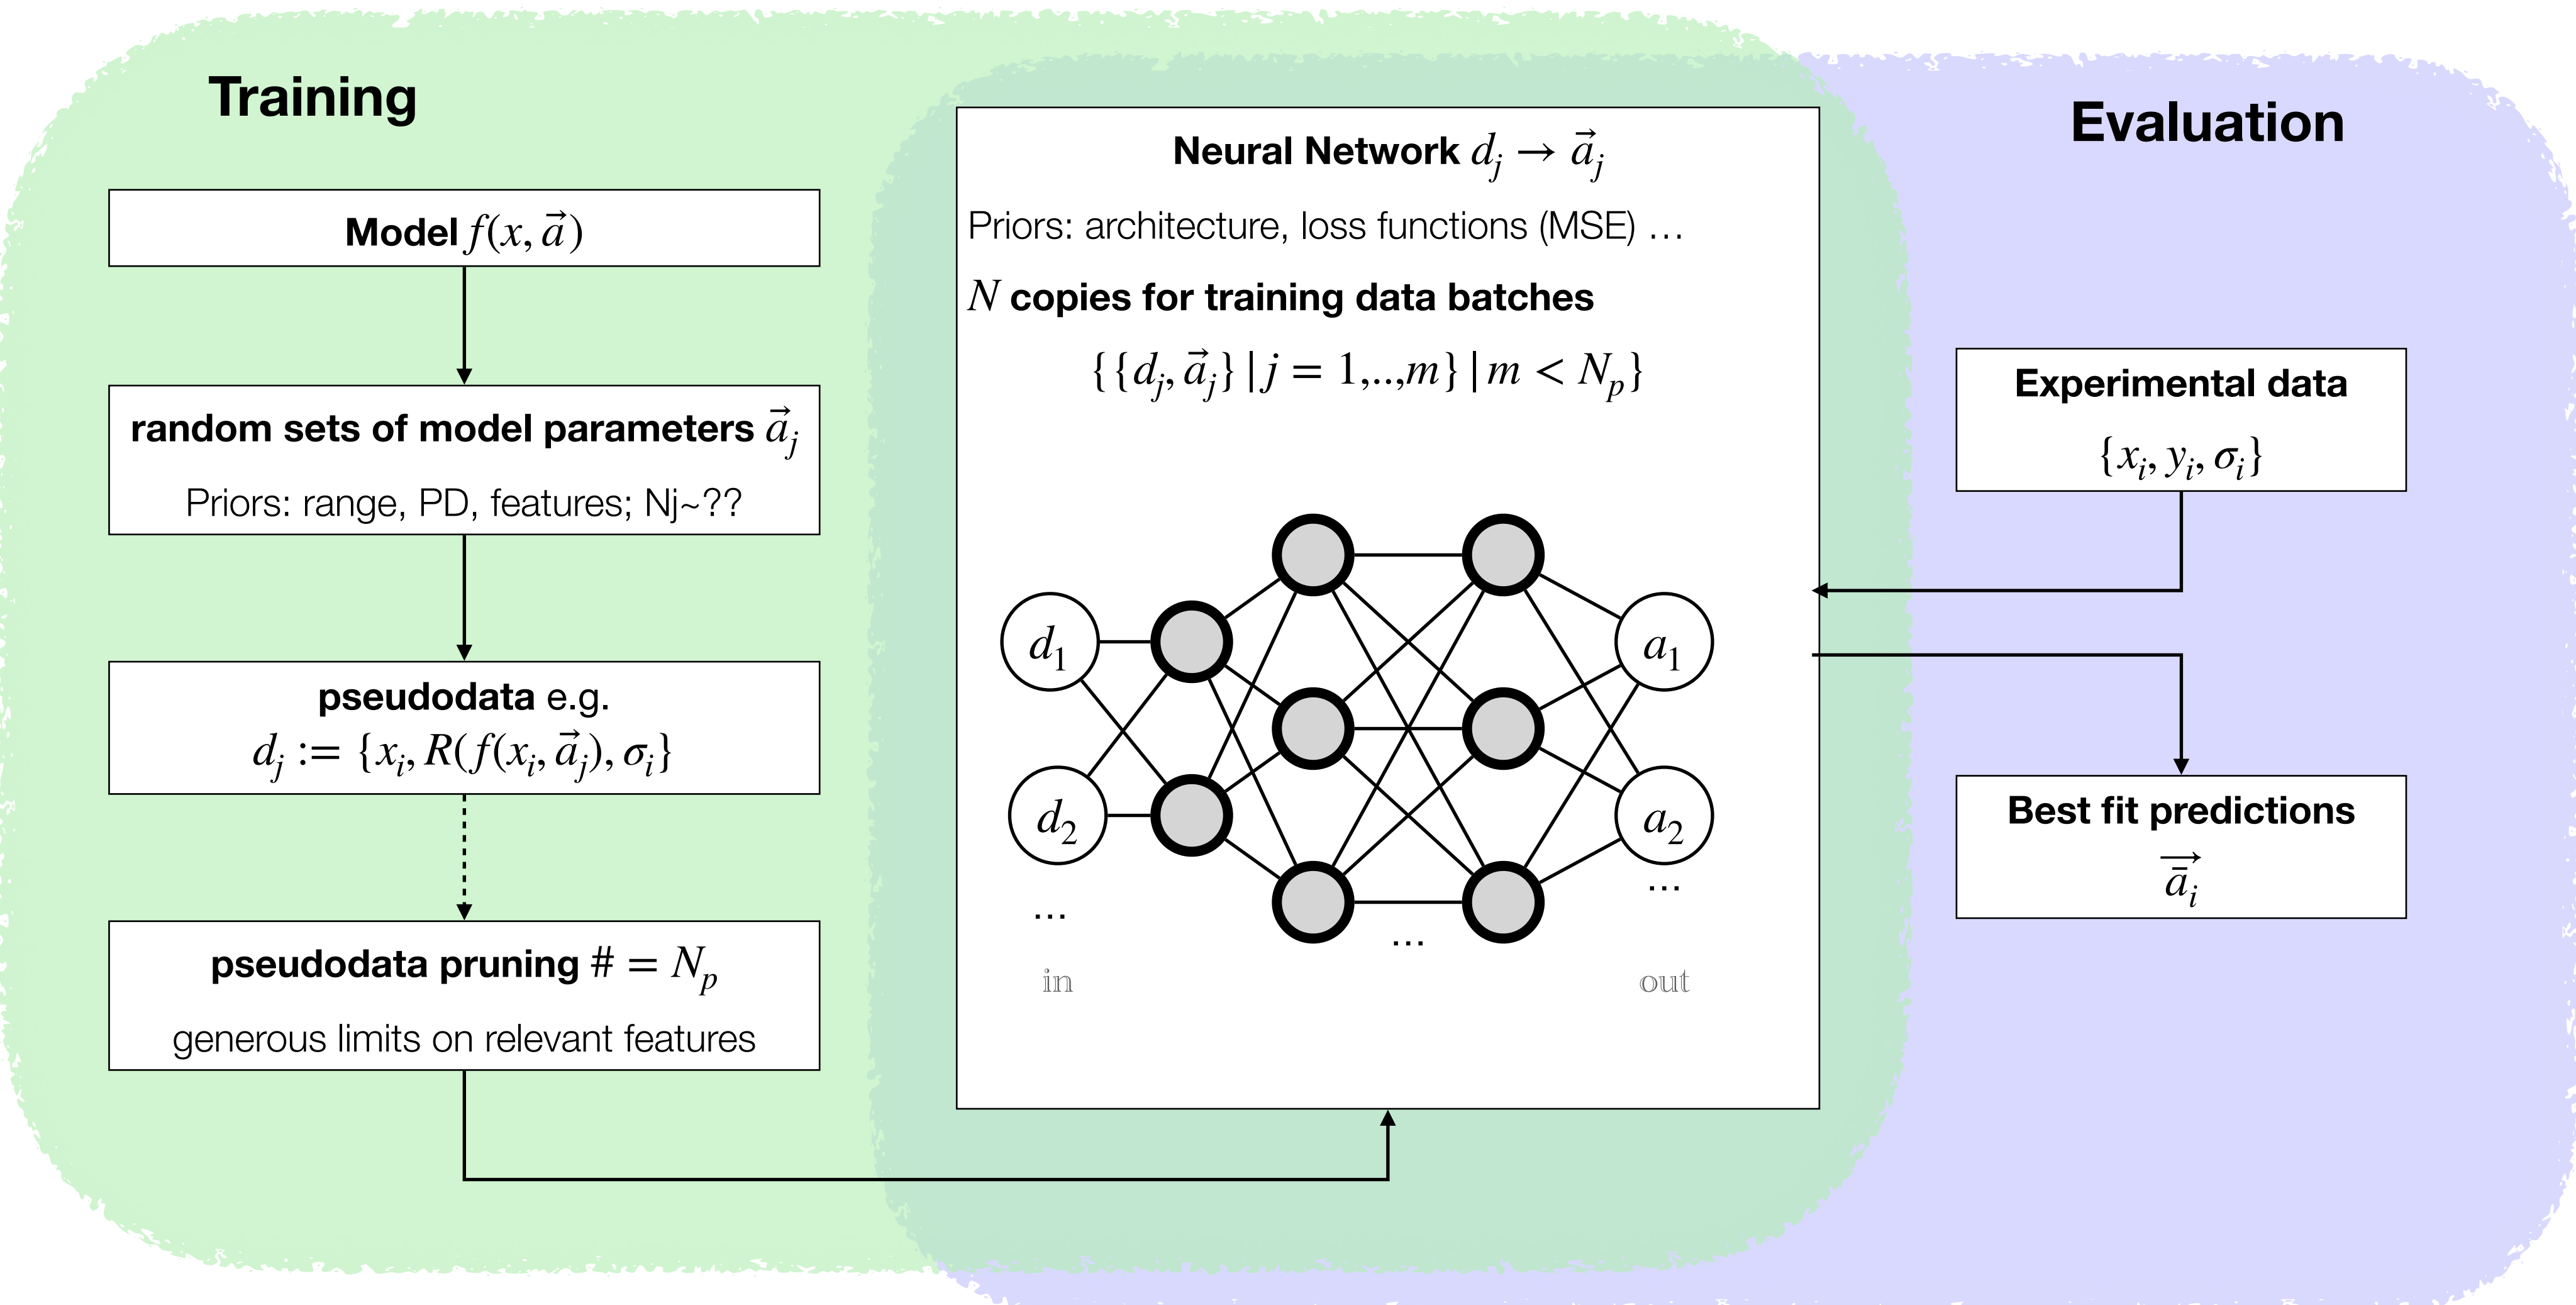 Training
Model f(x, a⃗)
random sets of model parameters a⃗_j
Priors: range, PD, features; Nj~??
pseudodata e.g.
d_j := {x_i, R(f(x_i, a⃗_j), σ_i}
pseudodata pruning # = N_p
generous limits on relevant features
Neural Network d_j → a⃗_j
Priors: architecture, loss functions (MSE) …
N copies for training data batches
{{d_j, a⃗_j} | j = 1,..,m} | m < N_p}
d_1
a_1
d_2
a_2
...
...
...
in
out
Evaluation
Experimental data
{x_i, y_i, σ_i}
Best fit predictions
ā⃗_i